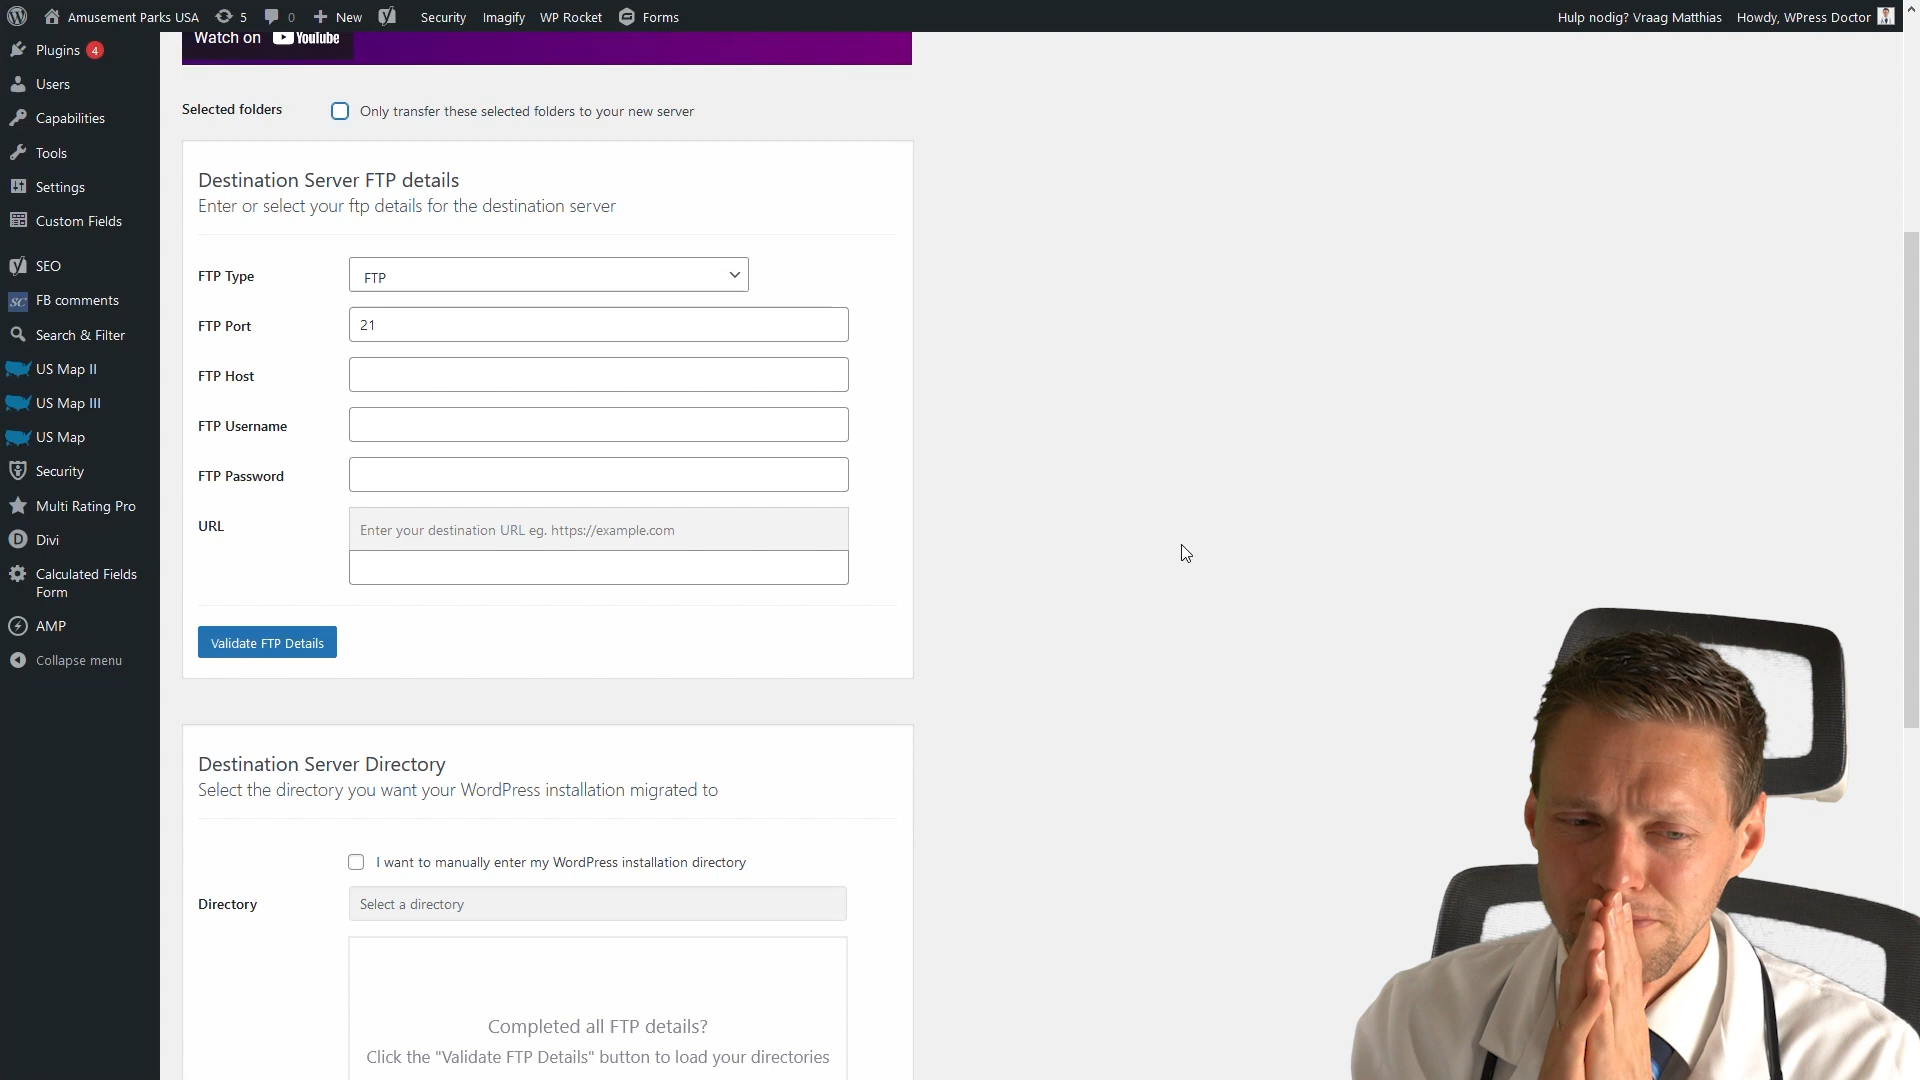 Amusement Parks USA 5 0 New Security Imagify WP Rocket Forms Hulp nodig? Vraag Matthias Howdy, WPress Doctor
Watch on YouTube
Plugins 4
Users
Capabilities
Tools
Settings
Custom Fields
SEO
SC FB comments
Search & Filter
US Map II
US Map III
US Map
Security
Multi Rating Pro
D Divi
Calculated Fields
Form
AMP
Collapse menu
Selected folders Only transfer these selected folders to your new server
Destination Server FTP details
Enter or select your ftp details for the destination server
FTP Type FTP
FTP Port 21
FTP Host
FTP Username
FTP Password
URL Enter your destination URL eg. https://example.com
Validate FTP Details
Destination Server Directory
Select the directory you want your WordPress installation migrated to
I want to manually enter my WordPress installation directory
Directory Select a directory
Completed all FTP details?
Click the "Validate FTP Details" button to load your directories